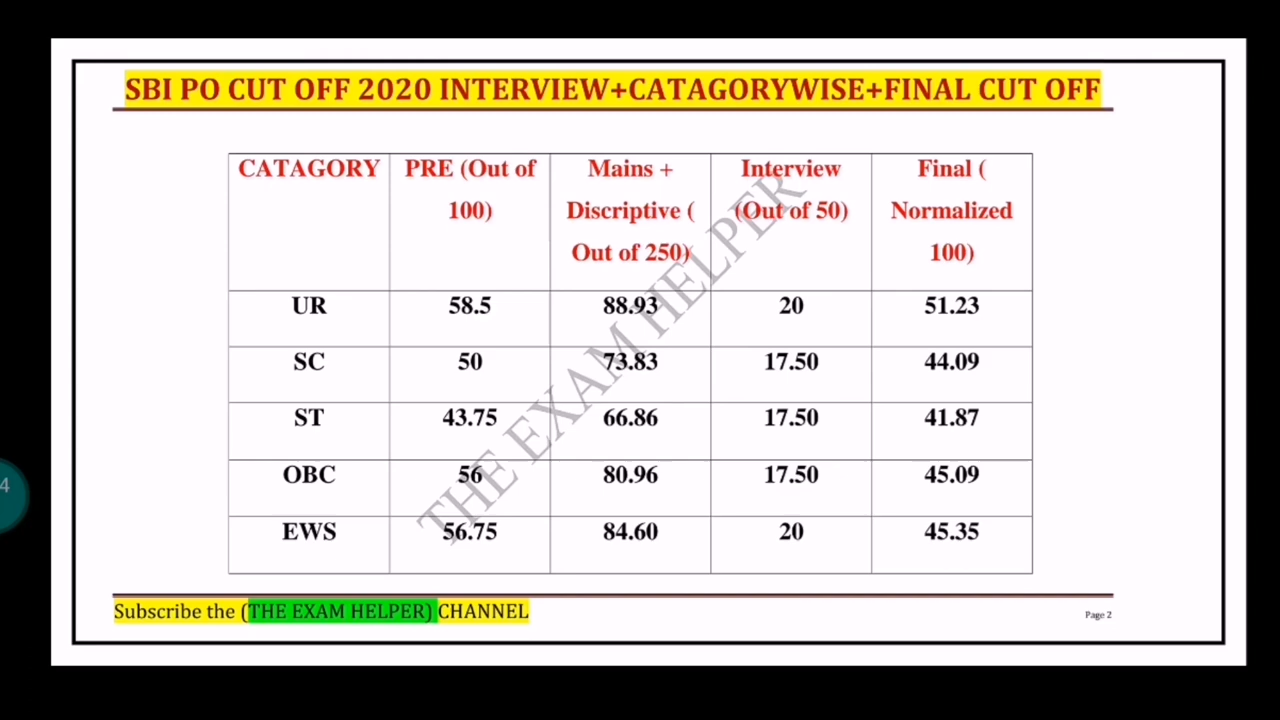 SBI PO CUT OFF 2020 INTERVIEW+CATAGORYWISE+FINAL CUT OFF
CATAGORY PRE (Out of 100) Mains + Discriptive ( Out of 250) Interview (Out of 50) Final ( Normalized 100)
UR 58.5 88.93 20 51.23
SC 50 73.83 17.50 44.09
ST 43.75 66.86 17.50 41.87
OBC 56 80.96 17.50 45.09
EWS 56.75 84.60 20 45.35
THE EXAM HELPER
4
Subscribe the (THE EXAM HELPER) CHANNEL
Page 2